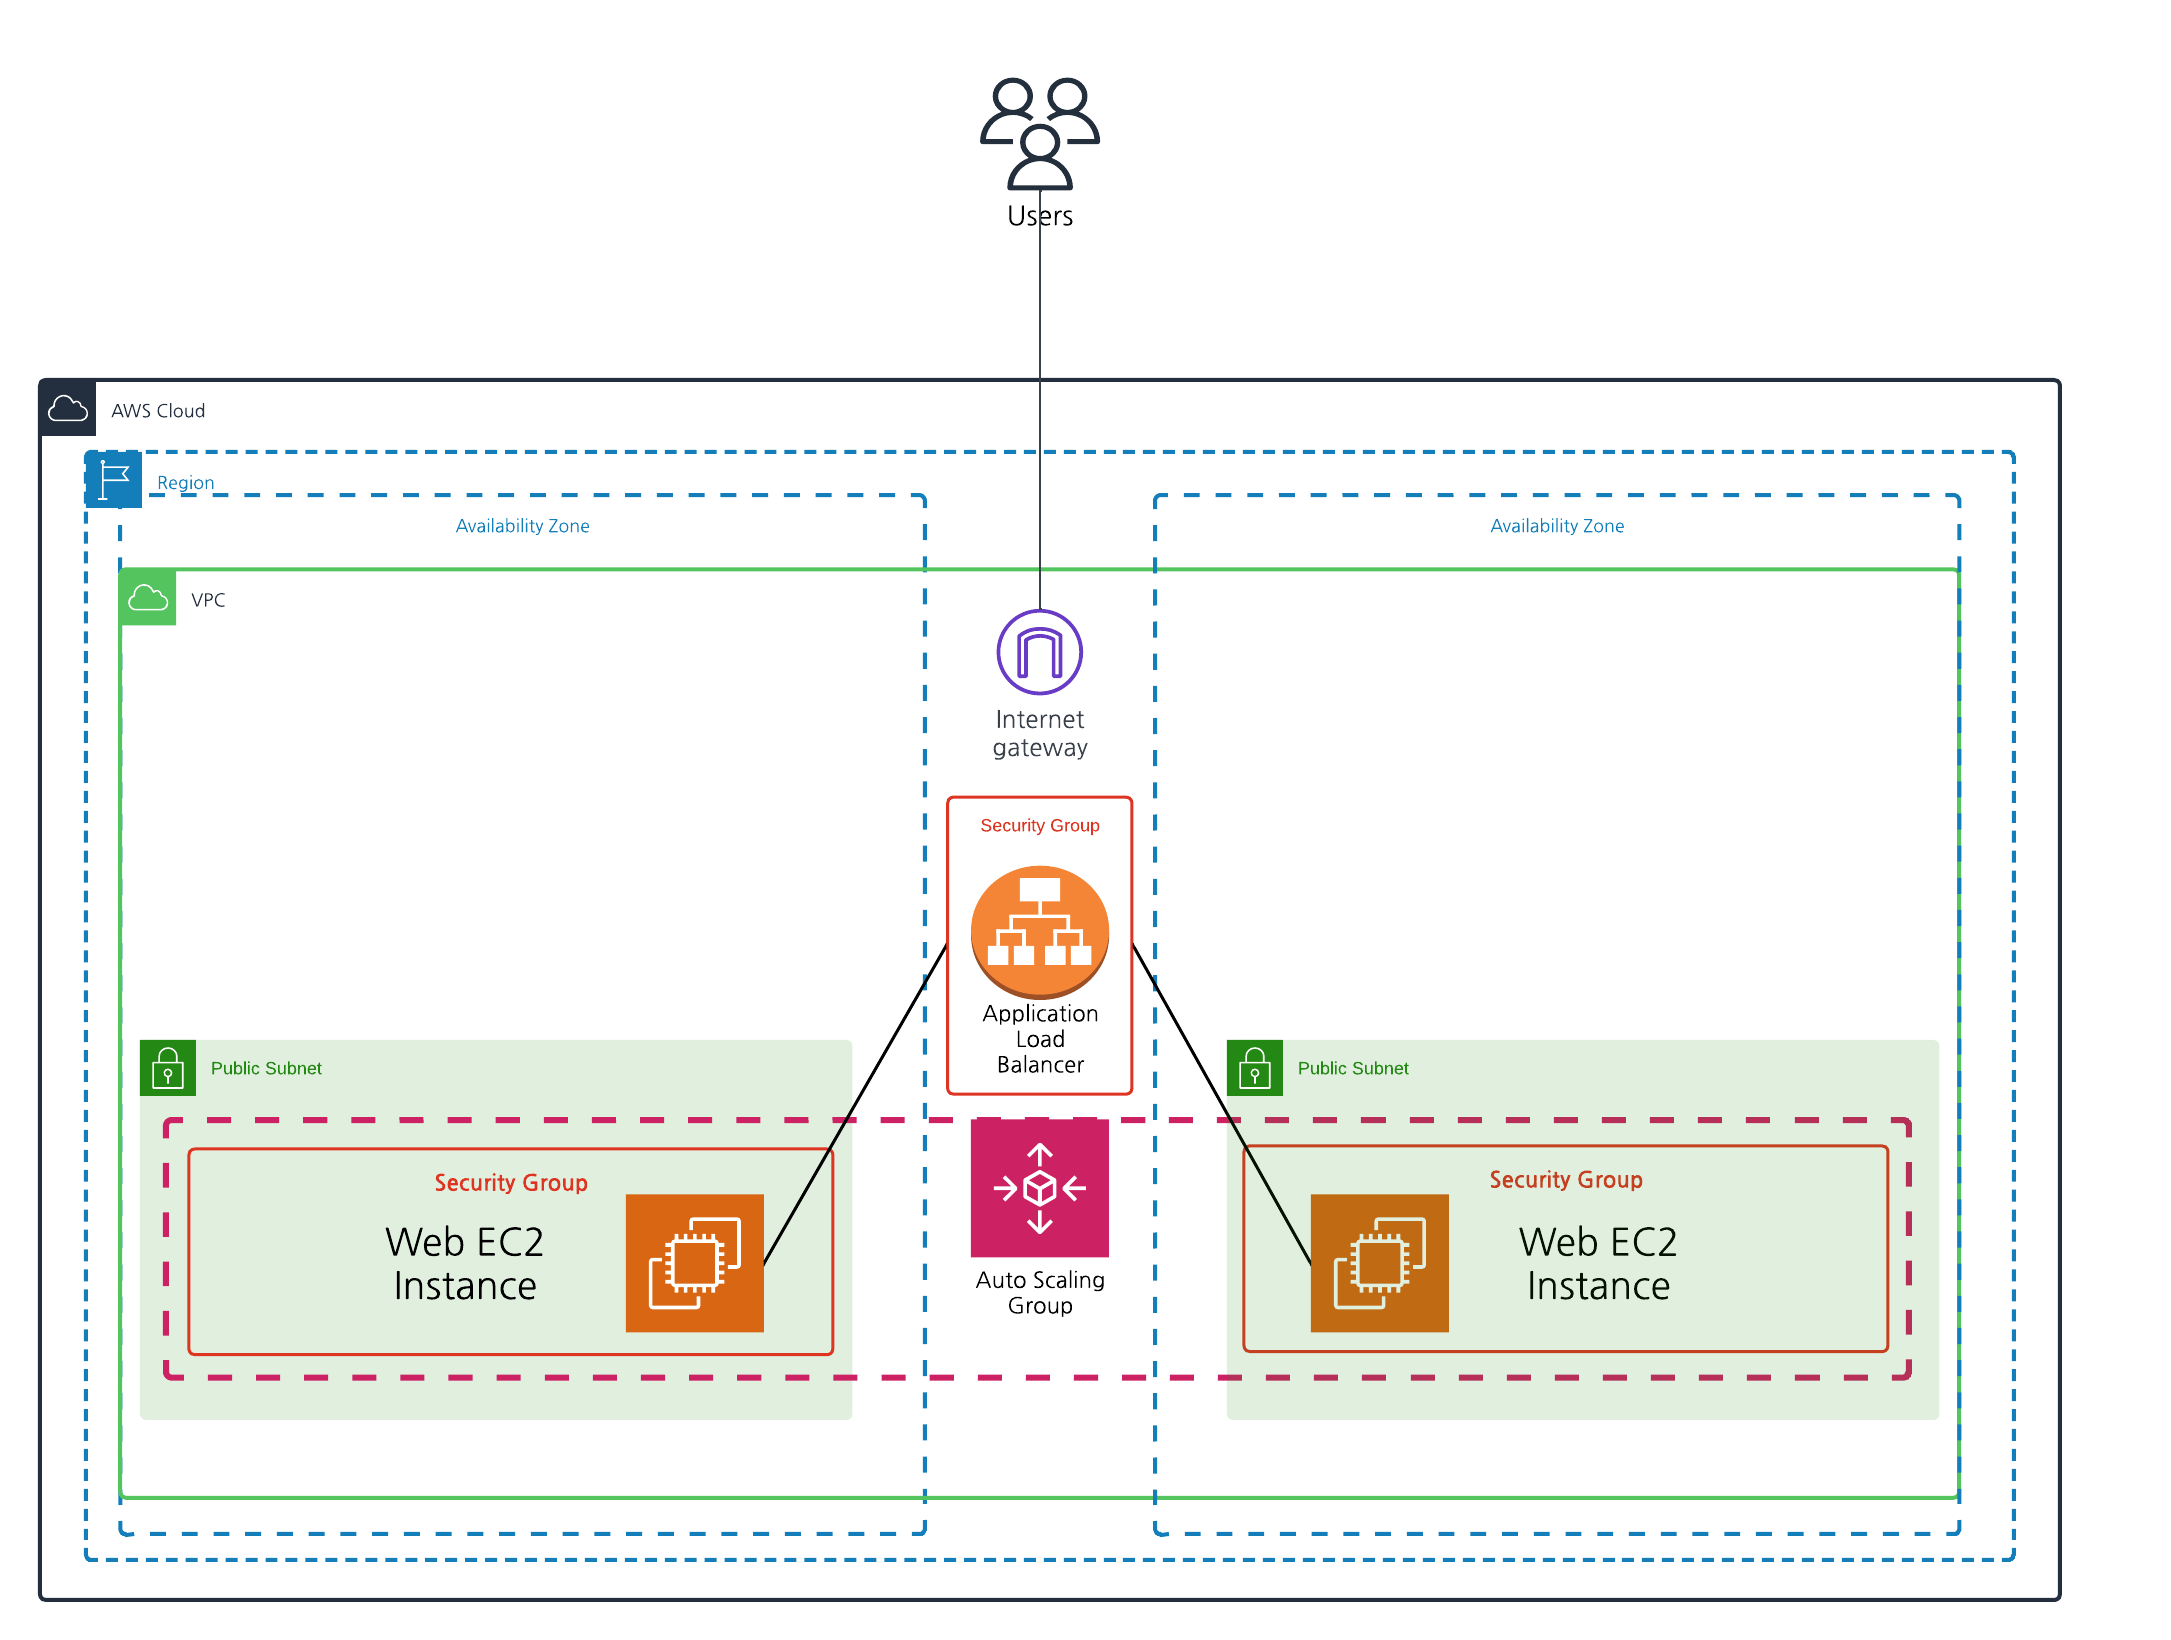 Users
AWS Cloud
Region
Availability Zone
Availability Zone
VPC
Internet
gateway
Security Group
Application
Load
Balancer
Public Subnet
Public Subnet
Security Group
Web EC2
Instance
Auto Scaling
Group
Security Group
Web EC2
Instance